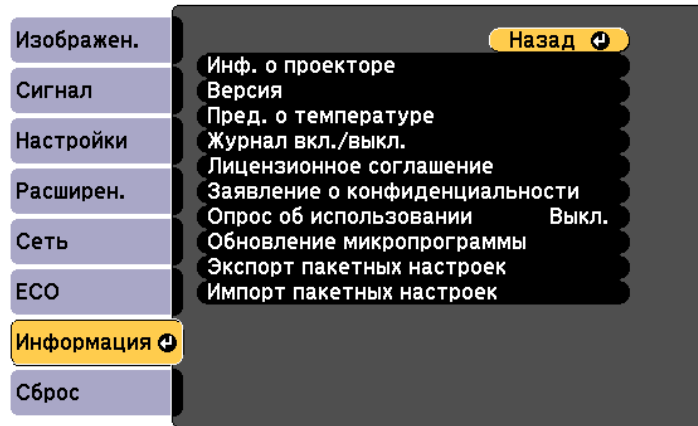 Изображен.
Сигнал
Настройки
Расширен.
Сеть
ECO
Информация
Сброс
Назад
Инф. о проекторе
Версия
Пред. о температуре
Журнал вкл./выкл.
Лицензионное соглашение
Заявление о конфиденциальности
Опрос об использовании Выкл.
Обновление микропрограммы
Экспорт пакетных настроек
Импорт пакетных настроек